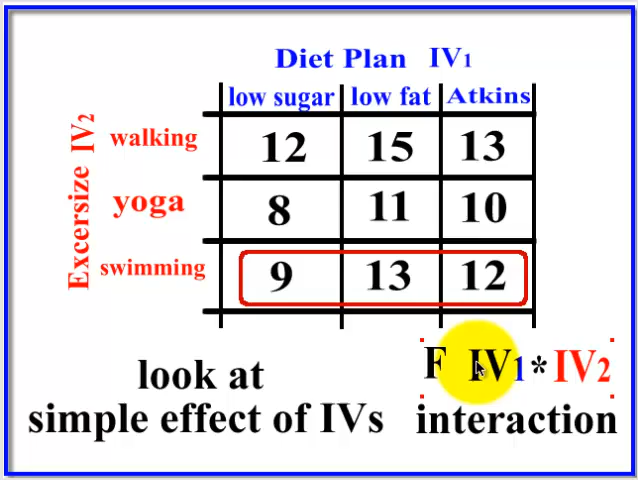 Diet Plan IV1
low sugar low fat Atkins
Excersize IV2
walking 12 15 13
yoga 8 11 10
swimming 9 13 12
look at
simple effect of IVs
F IV1 * IV2
interaction